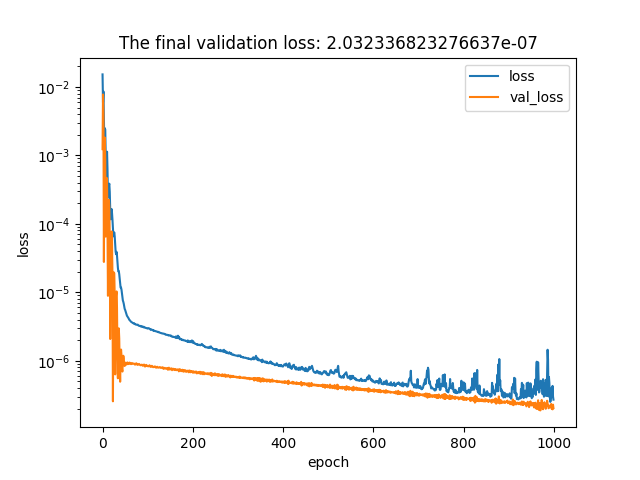 The final validation loss: 2.032336823276637e-07
loss
val_loss
10⁻²
10⁻³
10⁻⁴
10⁻⁵
10⁻⁶
loss
0 200 400 600 800 1000
epoch